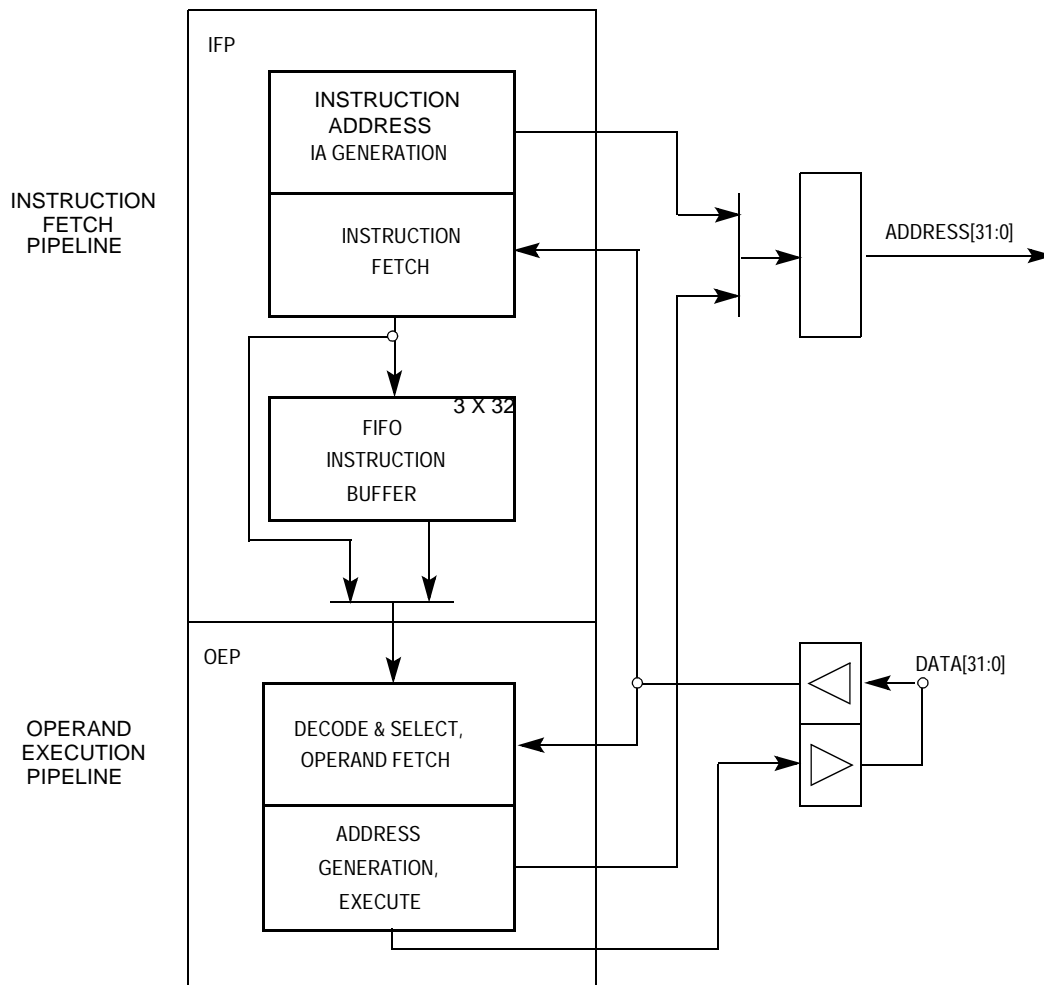 IFP
INSTRUCTION
ADDRESS
IA GENERATION
INSTRUCTION
FETCH
PIPELINE
INSTRUCTION
FETCH
ADDRESS[31:0]
3 X 32
FIFO
INSTRUCTION
BUFFER
OEP
DATA[31:0]
OPERAND
EXECUTION
PIPELINE
DECODE & SELECT,
OPERAND FETCH
ADDRESS
GENERATION,
EXECUTE